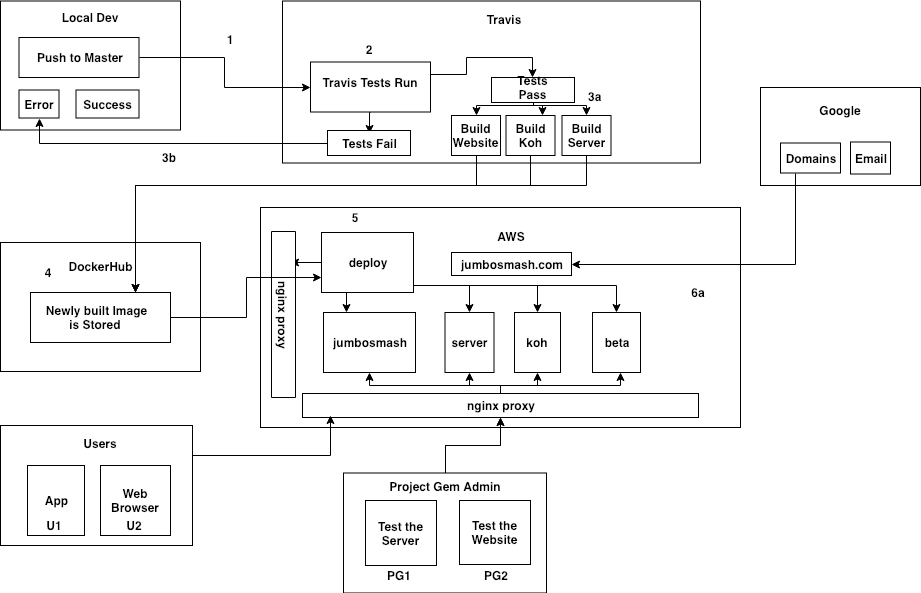 Local Dev
Push to Master
Error
Success
1
Travis
2
Travis Tests Run
Tests
Pass
3a
Build
Website
Build
Koh
Build
Server
Tests Fail
3b
Google
Domains
Email
5
AWS
deploy
jumbosmash.com
6a
nginx proxy
jumbosmash
server
koh
beta
nginx proxy
DockerHub
4
Newly built Image
is Stored
Users
App
U1
Web
Browser
U2
Project Gem Admin
Test the
Server
Test the
Website
PG1
PG2